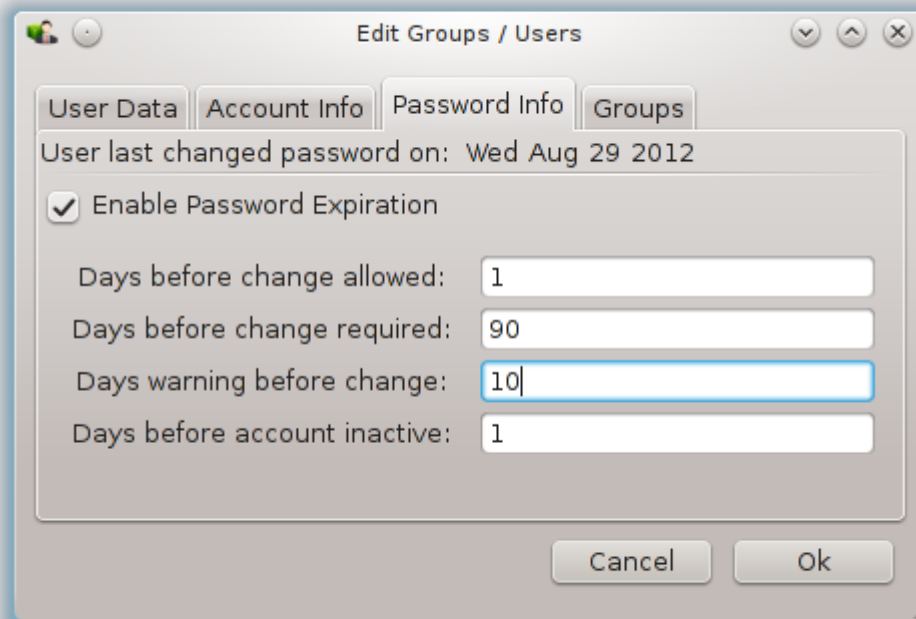 Edit Groups / Users
User Data Account Info Password Info Groups
User last changed password on: Wed Aug 29 2012
Enable Password Expiration
Days before change allowed: 1
Days before change required: 90
Days warning before change: 10
Days before account inactive: 1
Cancel Ok